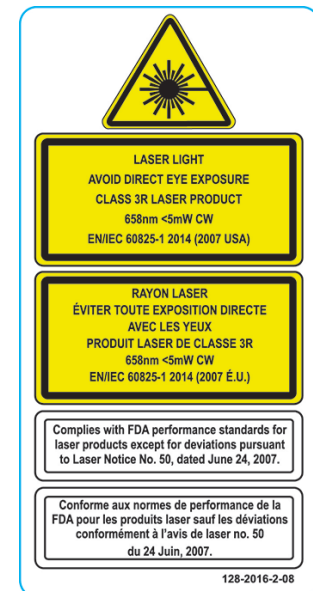 LASER LIGHT
AVOID DIRECT EYE EXPOSURE
CLASS 3R LASER PRODUCT
658nm <5mW CW
EN/IEC 60825-1 2014 (2007 USA)
RAYON LASER
ÉVITER TOUTE EXPOSITION DIRECTE
AVEC LES YEUX
PRODUIT LASER DE CLASSE 3R
658nm <5mW CW
EN/IEC 60825-1 2014 (2007 É.U.)
Complies with FDA performance standards for
laser products except for deviations pursuant
to Laser Notice No. 50, dated June 24, 2007.
Conforme aux normes de performance de la
FDA pour les produits laser sauf les déviations
conformément à l'avis de laser no. 50
du 24 Juin, 2007.
128-2016-2-08